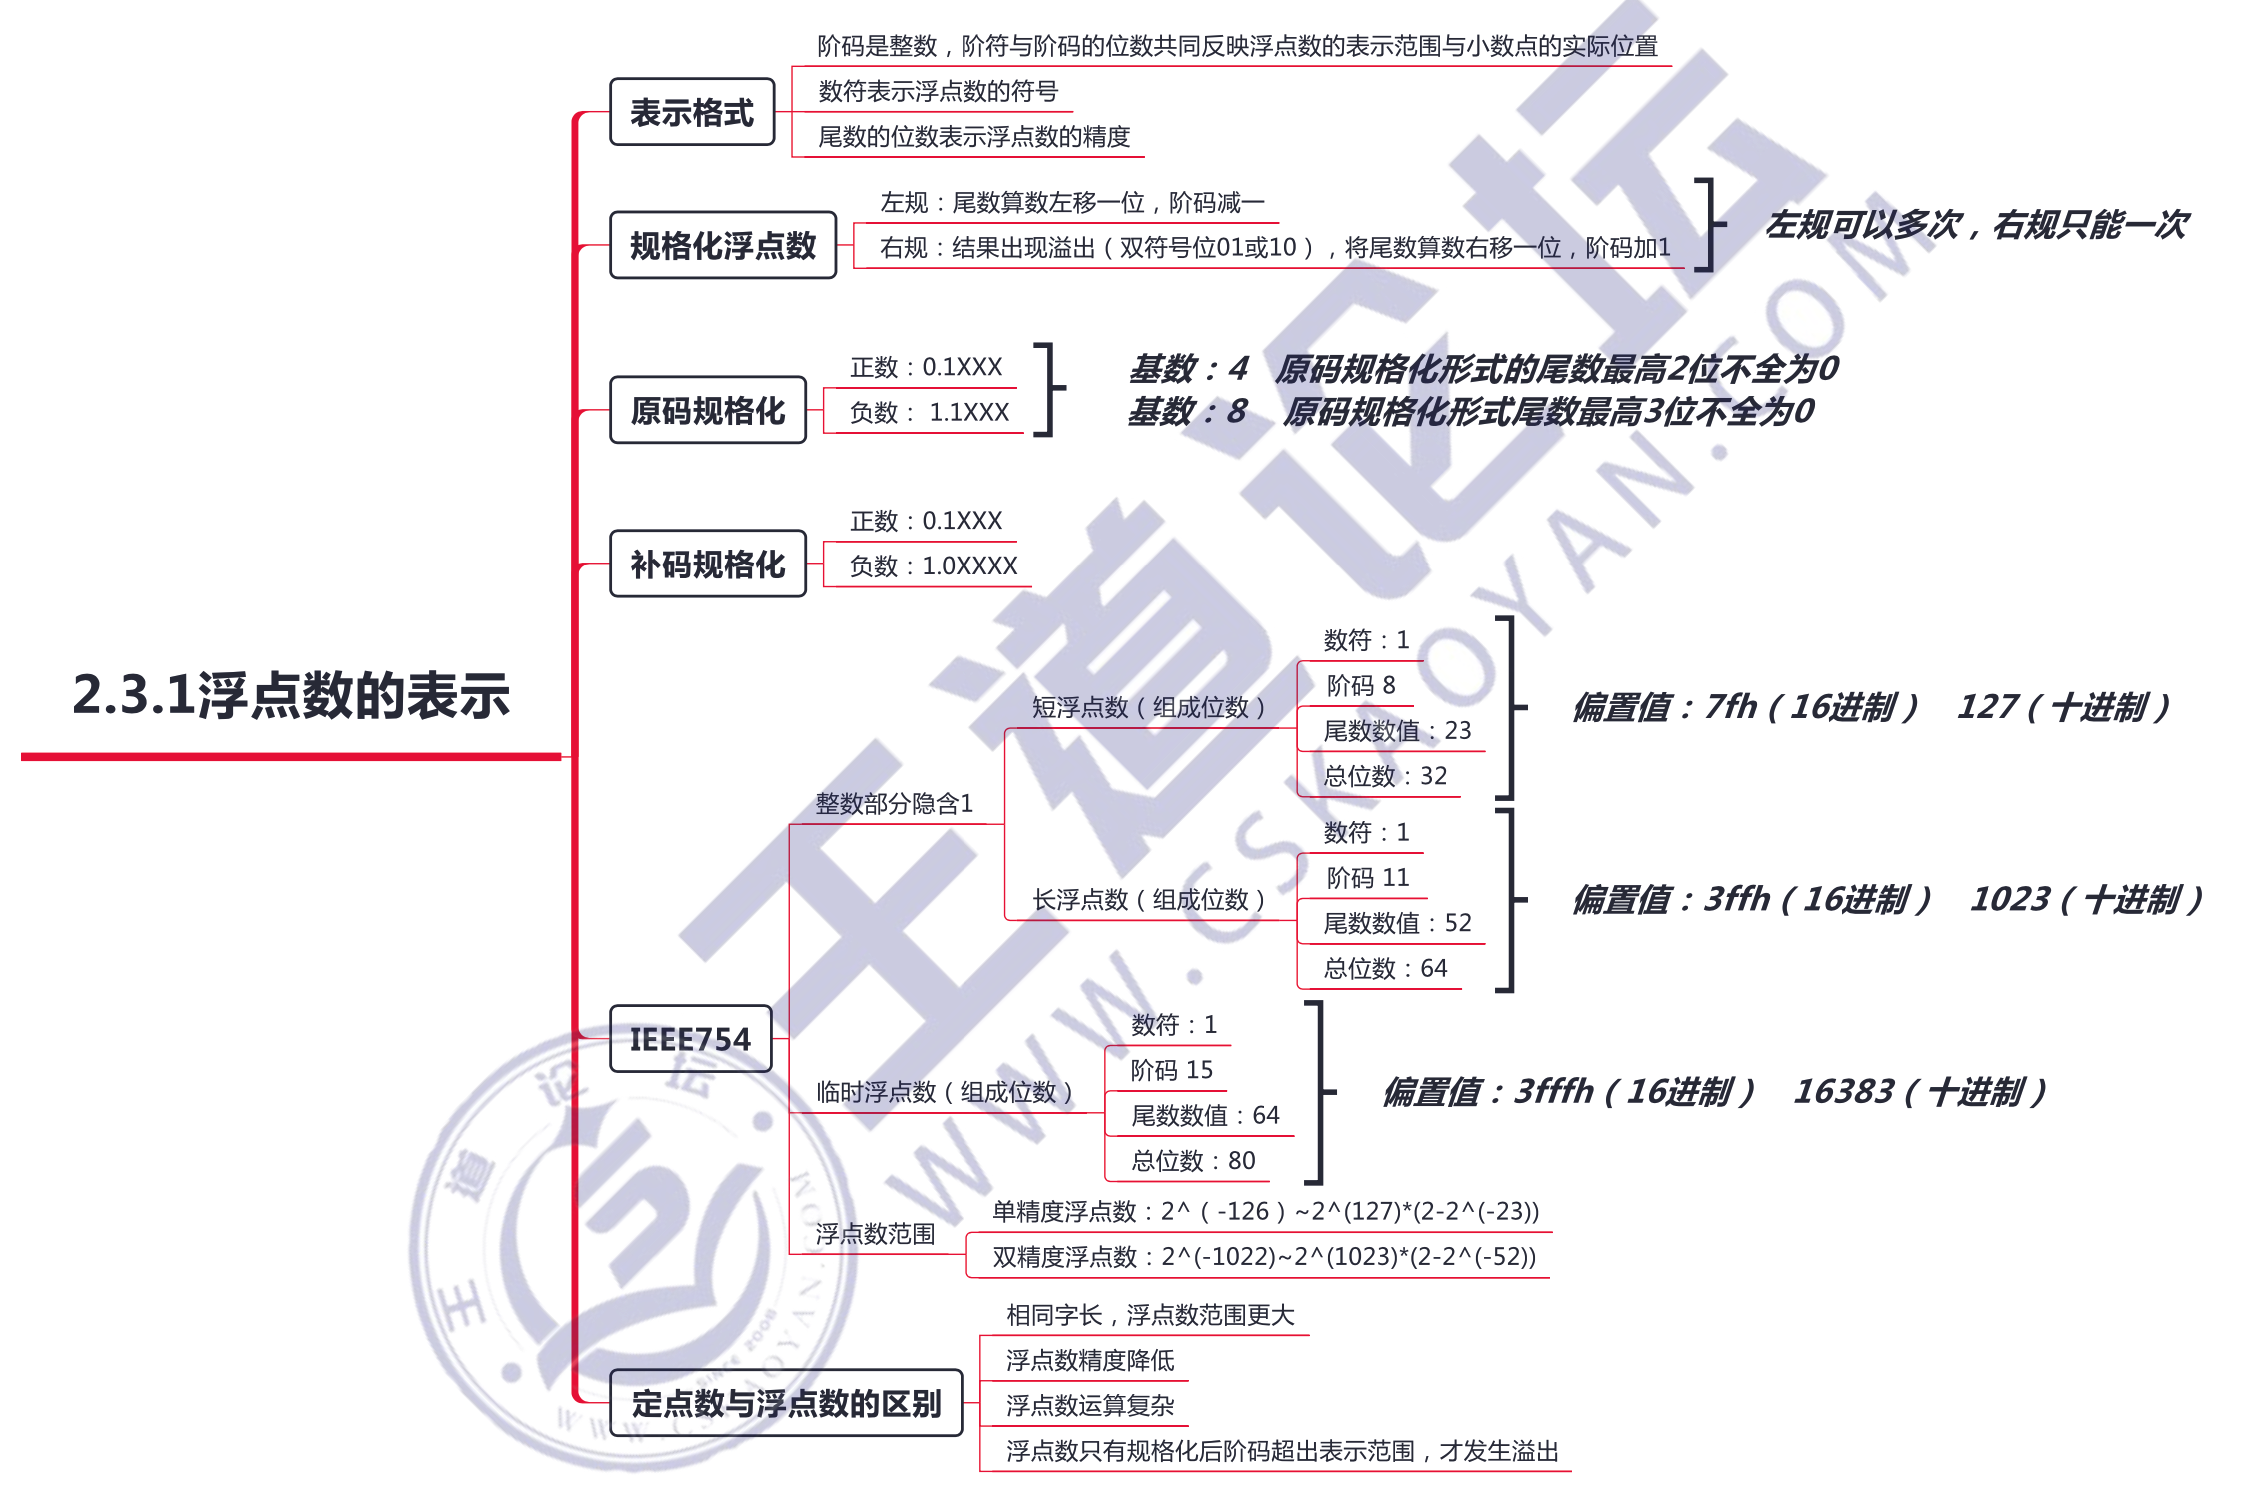 2.3.1浮点数的表示
表示格式
阶码是整数，阶符与阶码的位数共同反映浮点数的表示范围与小数点的实际位置
数符表示浮点数的符号
尾数的位数表示浮点数的精度
规格化浮点数
左规：尾数算数左移一位，阶码减一
右规：结果出现溢出（双符号位01或10），将尾数算数右移一位，阶码加1
左规可以多次，右规只能一次
原码规格化
正数：0.1XXX
负数： 1.1XXX
基数：4 原码规格化形式的尾数最高2位不全为0
基数：8 原码规格化形式尾数最高3位不全为0
补码规格化
正数：0.1XXX
负数：1.0XXXX
IEEE754
整数部分隐含1
短浮点数（组成位数）
数符：1
阶码 8
尾数数值：23
总位数：32
偏置值：7fh（16进制） 127（十进制）
长浮点数（组成位数）
数符：1
阶码 11
尾数数值：52
总位数：64
偏置值：3ffh（16进制） 1023（十进制）
临时浮点数（组成位数）
数符：1
阶码 15
尾数数值：64
总位数：80
偏置值：3fffh（16进制） 16383（十进制）
浮点数范围
单精度浮点数：2^（-126）~2^(127)*(2-2^(-23))
双精度浮点数：2^(-1022)~2^(1023)*(2-2^(-52))
定点数与浮点数的区别
相同字长，浮点数范围更大
浮点数精度降低
浮点数运算复杂
浮点数只有规格化后阶码超出表示范围，才发生溢出
王道论坛
WWW.CSKAOYAN.COM
王道论坛
SINCE 2008
WWW.CSKAOYAN.COM